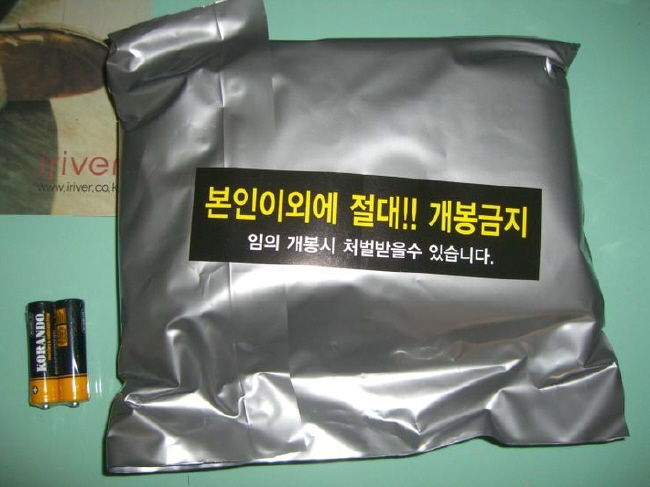 iriver
www.iriver.co.k
본인이외에 절대!! 개봉금지
임의 개봉시 처벌받을수 있습니다.
KORANDO